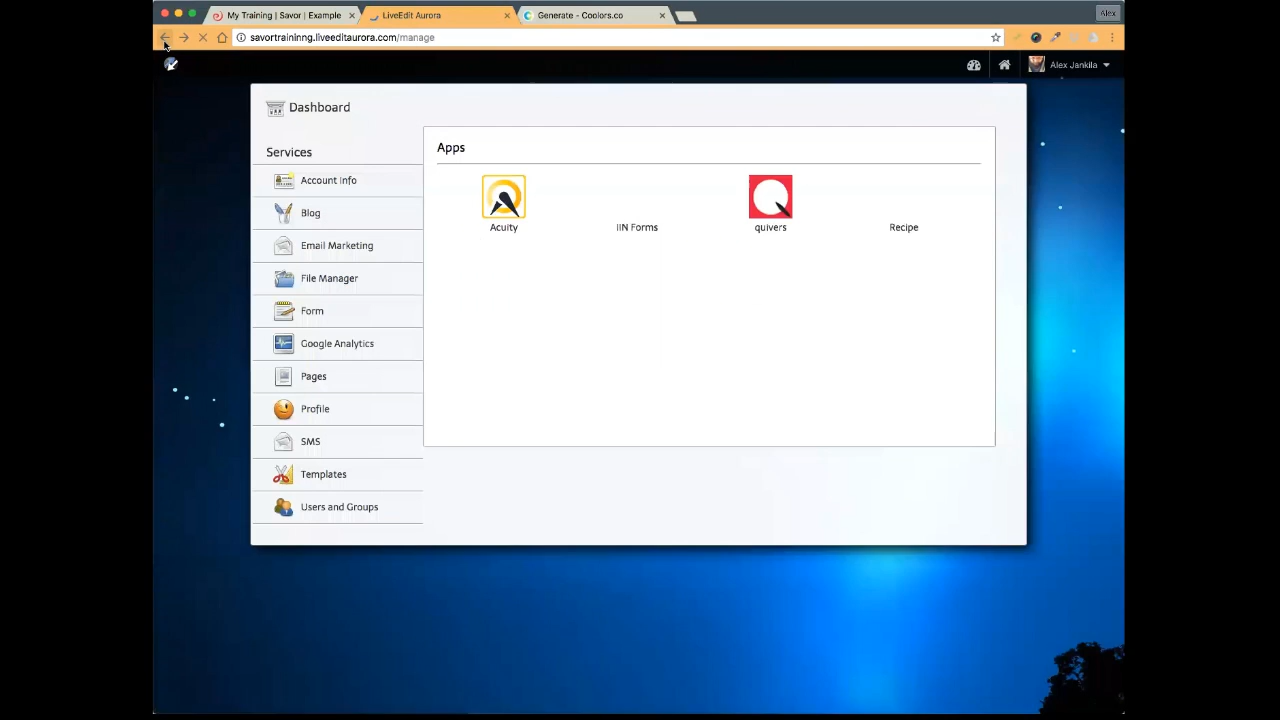 My Training | Savor | Example
LiveEdit Aurora
Generate - Coolors.co
Alex
savortraininng.liveeditaurora.com/manage
Alex Jankila
Dashboard
Services
Account Info
Blog
Email Marketing
File Manager
Form
Google Analytics
Pages
Profile
SMS
Templates
Users and Groups
Apps
Acuity
IIN Forms
quivers
Recipe